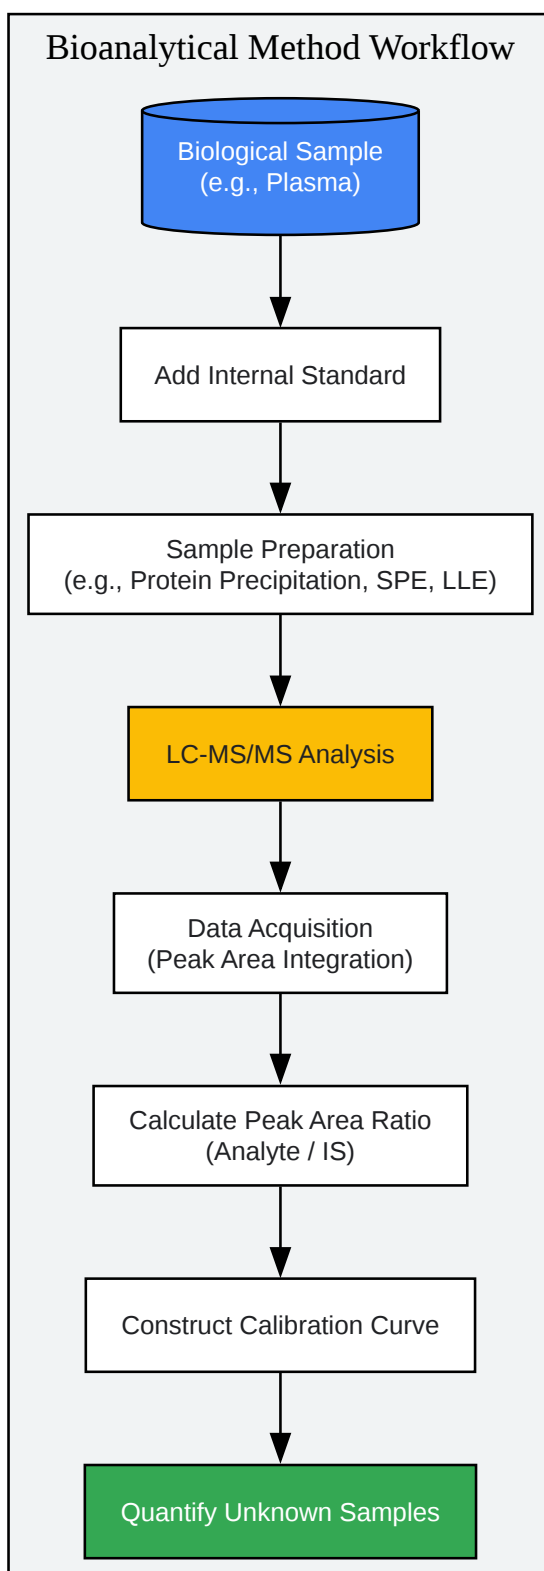 Bioanalytical Method Workflow
Biological Sample
(e.g., Plasma)
Add Internal Standard
Sample Preparation
(e.g., Protein Precipitation, SPE, LLE)
LC-MS/MS Analysis
Data Acquisition
(Peak Area Integration)
Calculate Peak Area Ratio
(Analyte / IS)
Construct Calibration Curve
Quantify Unknown Samples